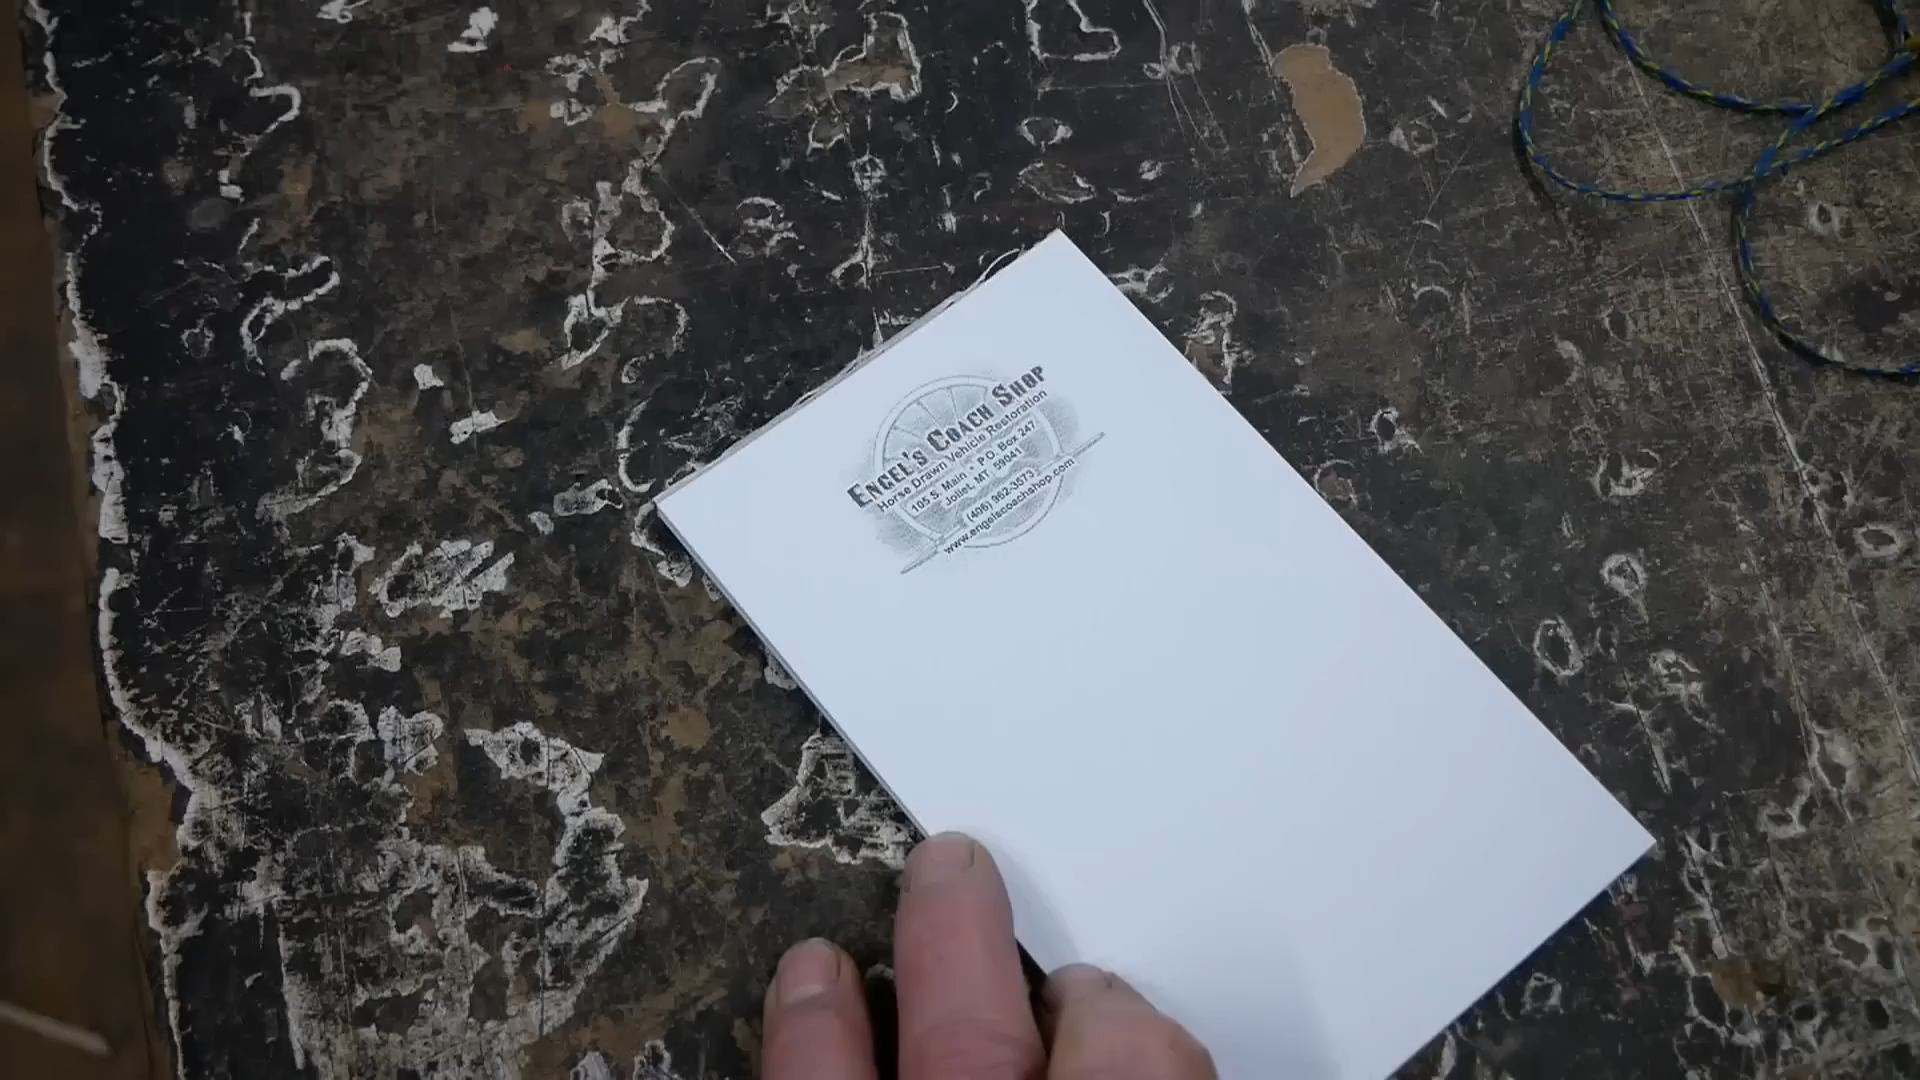 ENGEL'S COACH SHOP
Horse Drawn Vehicle Restoration
105 S. Main * P.O. Box 247
Joliet, MT 59041
(406) 962-3573
www.engelscoachshop.com